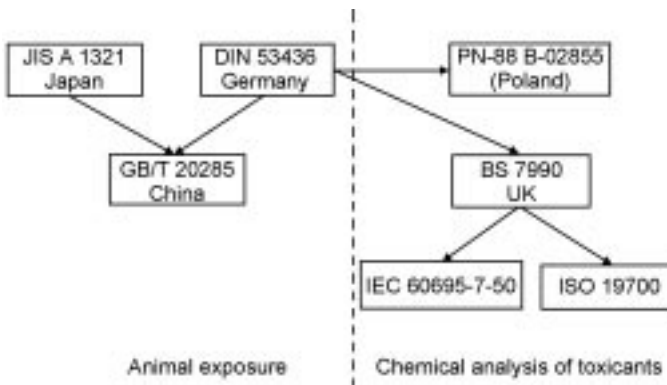 JIS A 1321
Japan
DIN 53436
Germany
PN-88 B-02855
(Poland)
GB/T 20285
China
BS 7990
UK
IEC 60695-7-50
ISO 19700
Animal exposure
Chemical analysis of toxicants